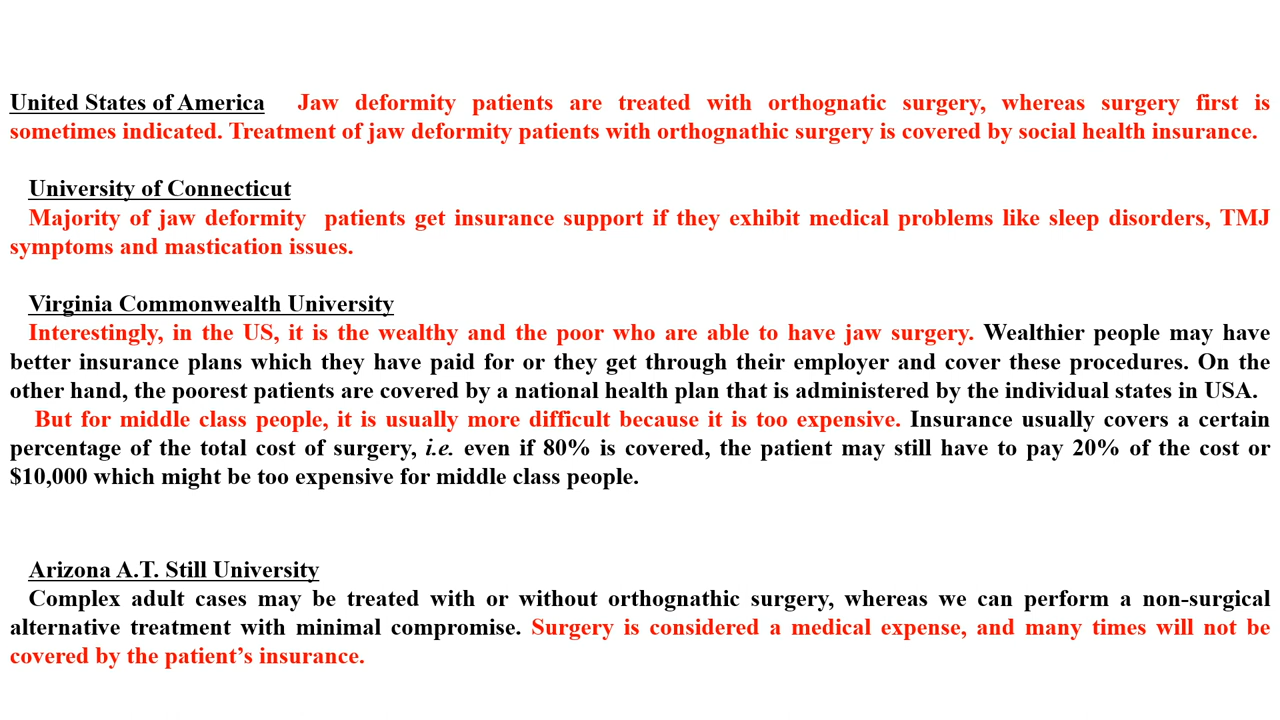 United States of America Jaw deformity patients are treated with orthognatic surgery, whereas surgery first is
sometimes indicated. Treatment of jaw deformity patients with orthognathic surgery is covered by social health insurance.
University of Connecticut
Majority of jaw deformity patients get insurance support if they exhibit medical problems like sleep disorders, TMJ
symptoms and mastication issues.
Virginia Commonwealth University
Interestingly, in the US, it is the wealthy and the poor who are able to have jaw surgery. Wealthier people may have
better insurance plans which they have paid for or they get through their employer and cover these procedures. On the
other hand, the poorest patients are covered by a national health plan that is administered by the individual states in USA.
But for middle class people, it is usually more difficult because it is too expensive. Insurance usually covers a certain
percentage of the total cost of surgery, i.e. even if 80% is covered, the patient may still have to pay 20% of the cost or
$10,000 which might be too expensive for middle class people.
Arizona A.T. Still University
Complex adult cases may be treated with or without orthognathic surgery, whereas we can perform a non-surgical
alternative treatment with minimal compromise. Surgery is considered a medical expense, and many times will not be
covered by the patient’s insurance.